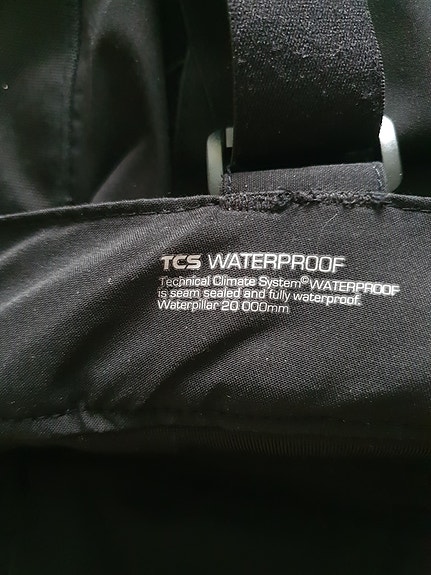 TCS WATERPROOF
Technical Climate System©WATERPROOF
is seam sealed and fully waterproof.
Waterpillar 20 000mm